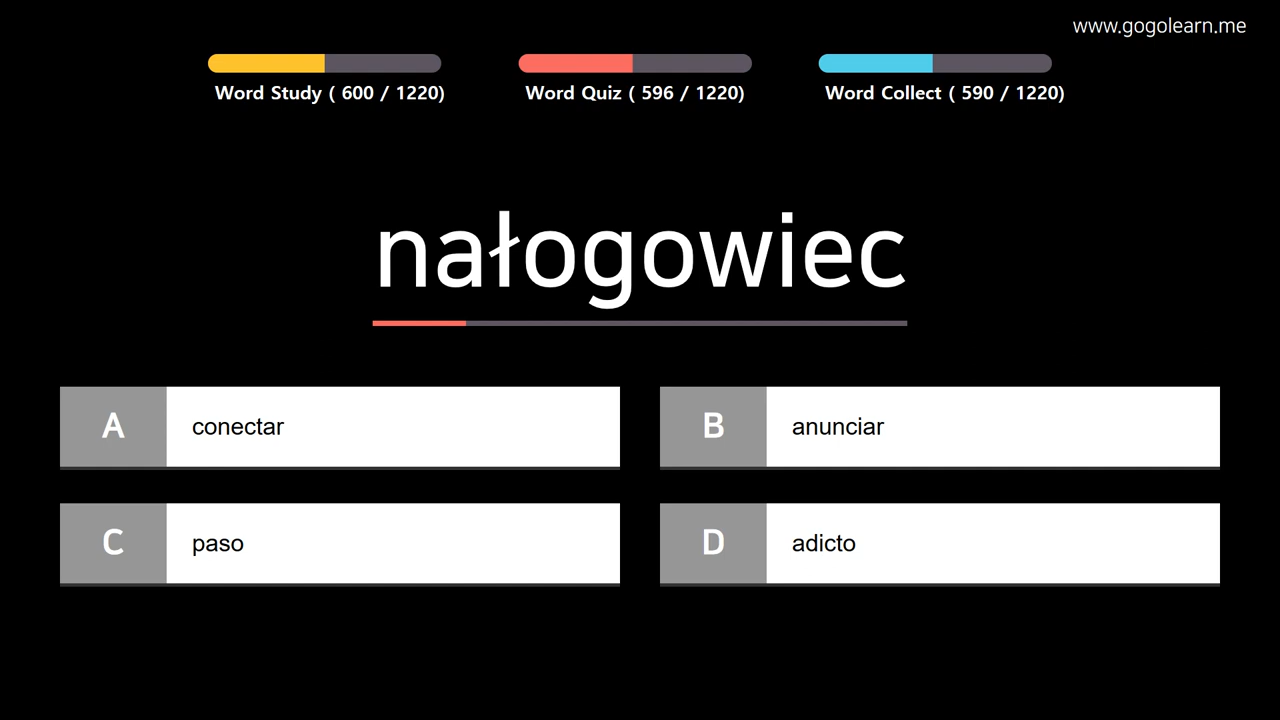 www.gogolearn.me
Word Study ( 600 / 1220)
Word Quiz ( 596 / 1220)
Word Collect ( 590 / 1220)
nałogowiec
A conectar
B anunciar
C paso
D adicto